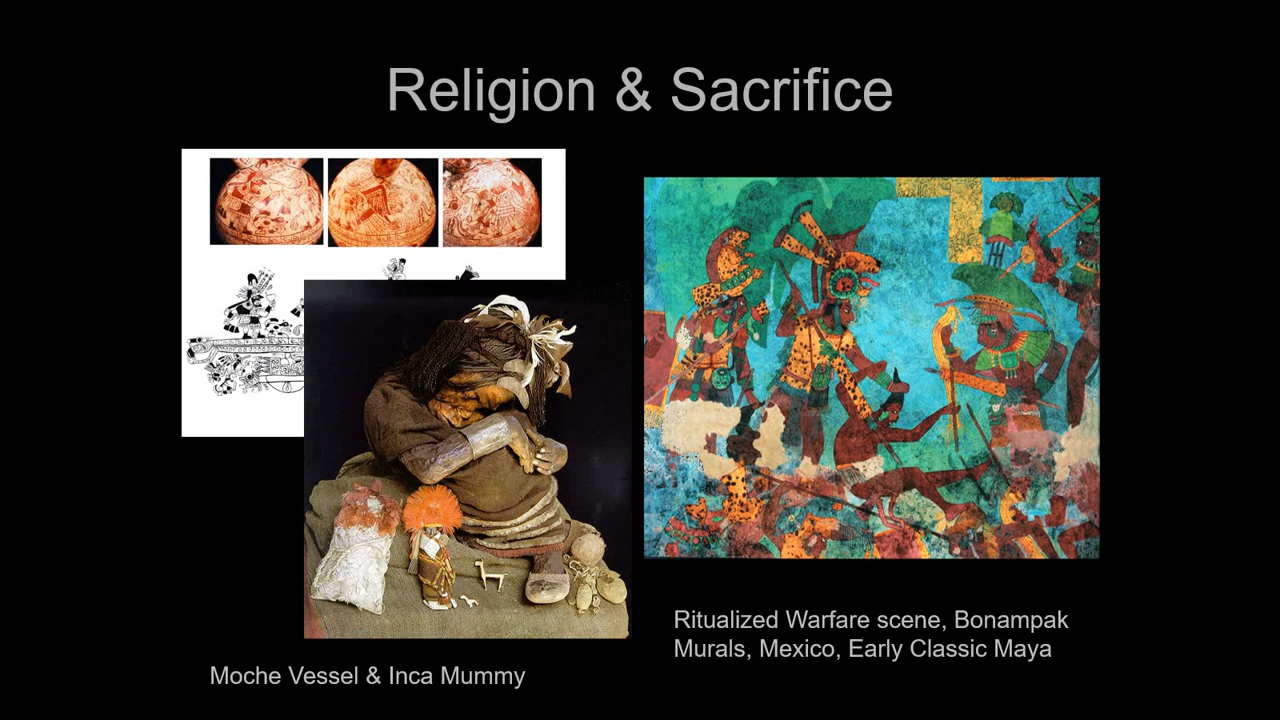 Religion & Sacrifice
Ritualized Warfare scene, Bonampak
Murals, Mexico, Early Classic Maya
Moche Vessel & Inca Mummy